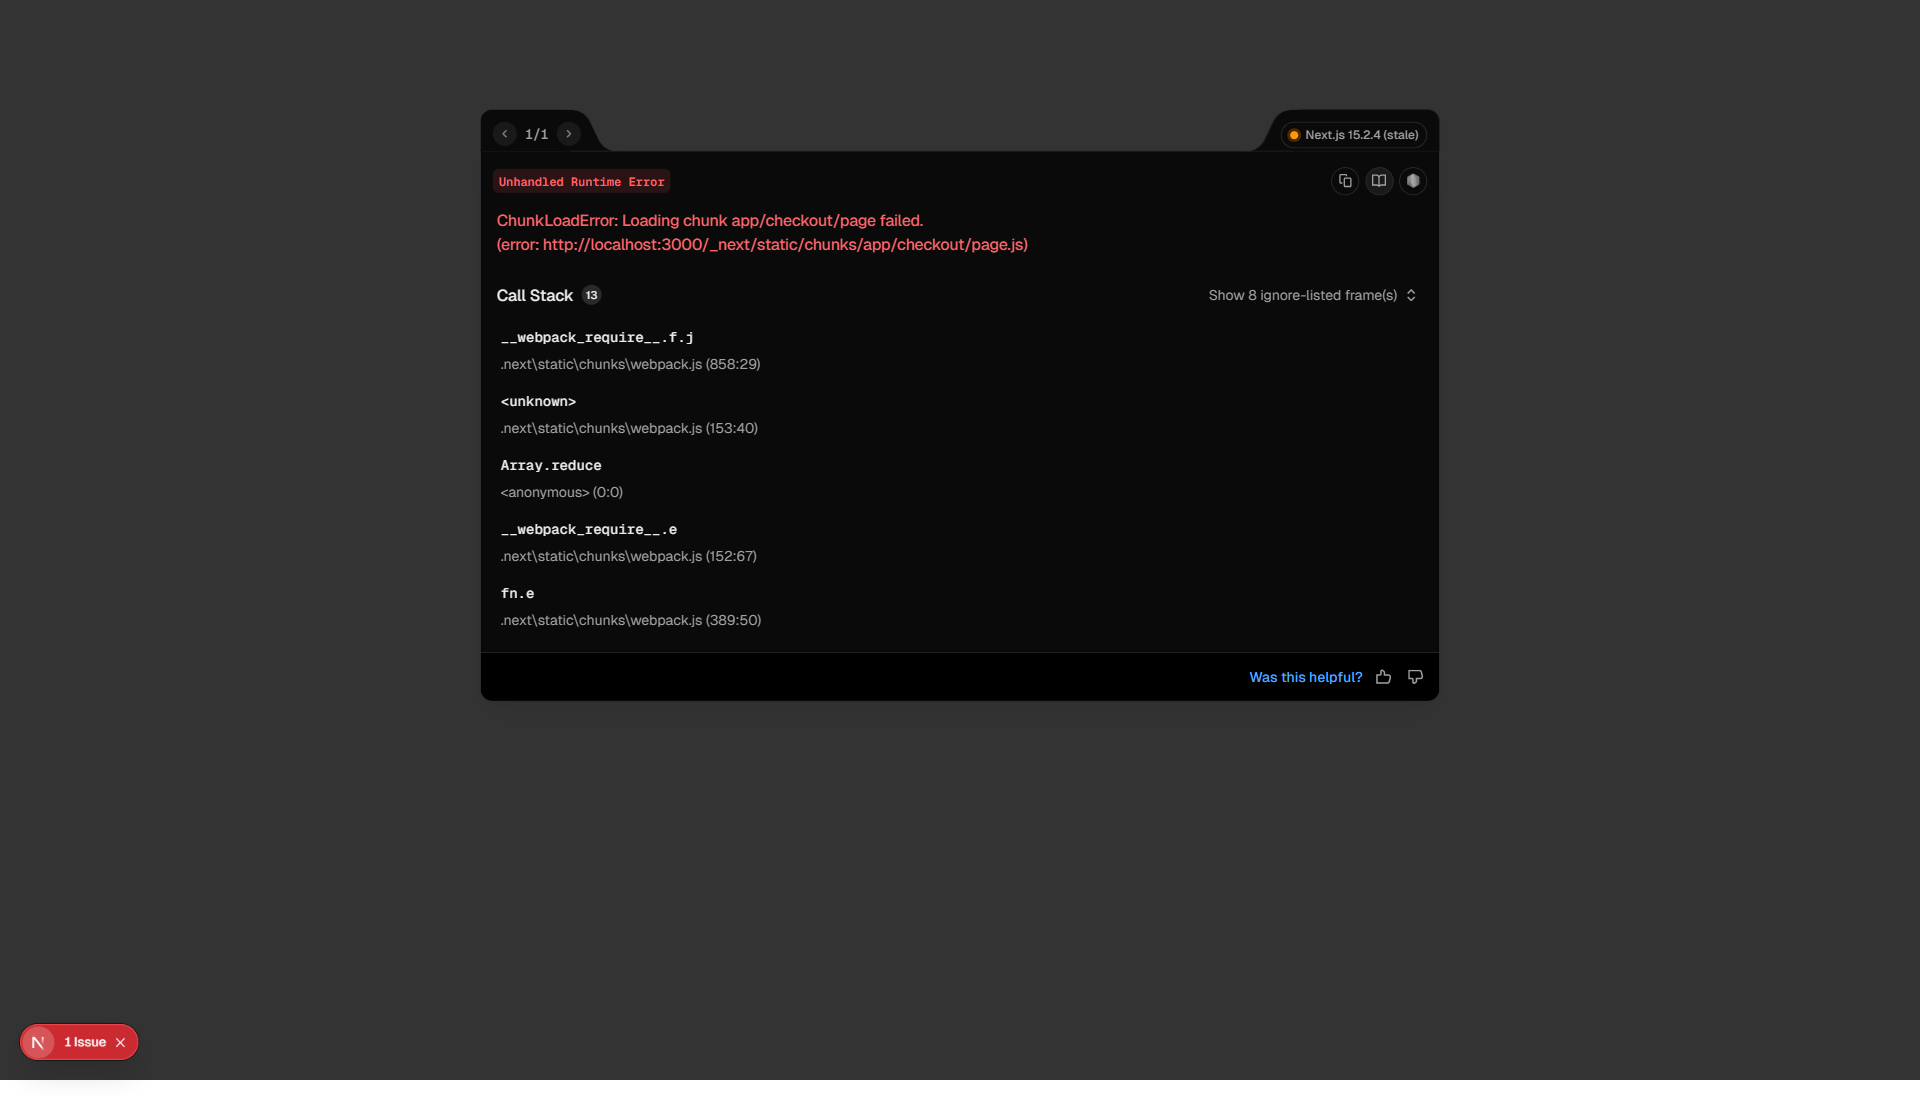 1/1
Next.js 15.2.4 (stale)
Unhandled Runtime Error
ChunkLoadError: Loading chunk app/checkout/page failed.
(error: http://localhost:3000/_next/static/chunks/app/checkout/page.js)
Call Stack 13
Show 8 ignore-listed frame(s)
__webpack_require__.f.j
.next\static\chunks\webpack.js (858:29)
<unknown>
.next\static\chunks\webpack.js (153:40)
Array.reduce
<anonymous> (0:0)
__webpack_require__.e
.next\static\chunks\webpack.js (152:67)
fn.e
.next\static\chunks\webpack.js (389:50)
Was this helpful?
N 1 Issue